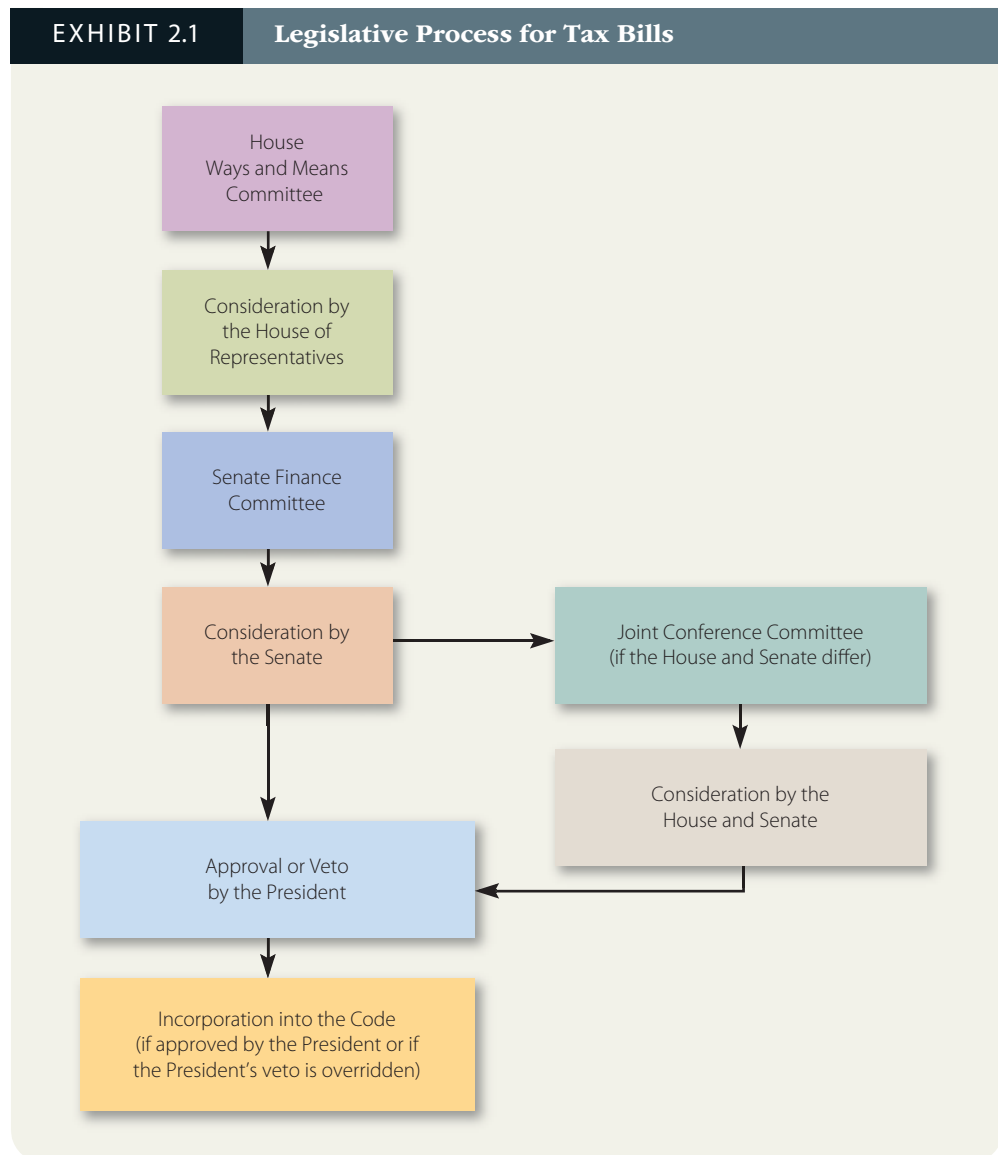 EXHIBIT 2.1 Legislative Process for Tax Bills
House
Ways and Means
Committee
Consideration by
the House of
Representatives
Senate Finance
Committee
Consideration by
the Senate
Joint Conference Committee
(if the House and Senate differ)
Consideration by the
House and Senate
Approval or Veto
by the President
Incorporation into the Code
(if approved by the President or if
the President’s veto is overridden)